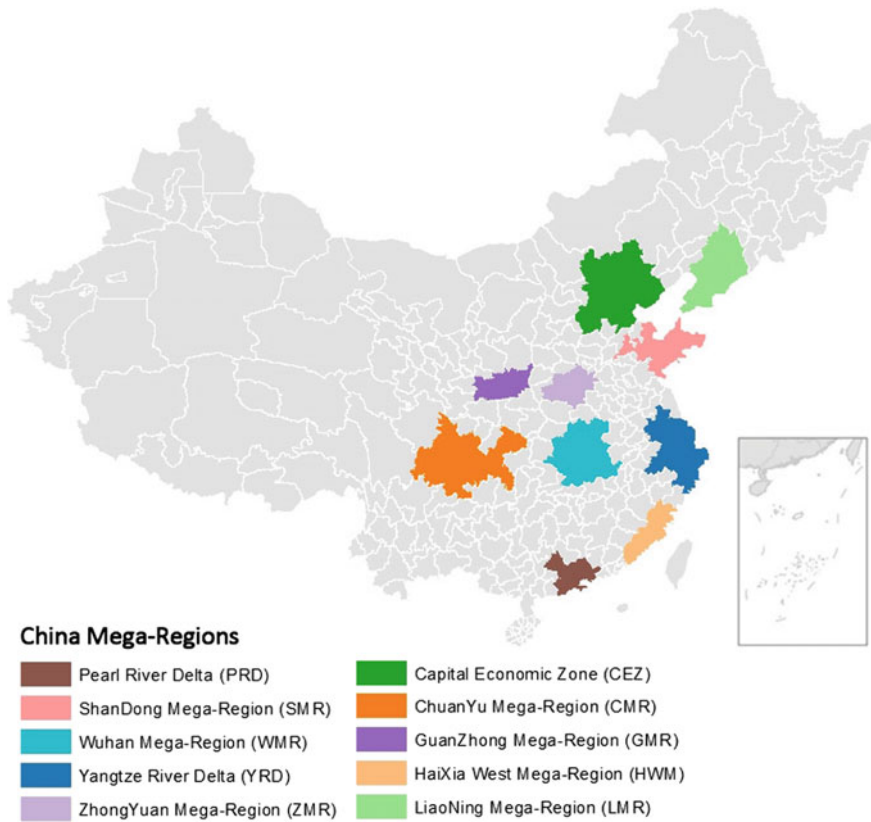 China Mega-Regions
Pearl River Delta (PRD)
ShanDong Mega-Region (SMR)
Wuhan Mega-Region (WMR)
Yangtze River Delta (YRD)
ZhongYuan Mega-Region (ZMR)
Capital Economic Zone (CEZ)
ChuanYu Mega-Region (CMR)
GuanZhong Mega-Region (GMR)
HaiXia West Mega-Region (HWM)
LiaoNing Mega-Region (LMR)